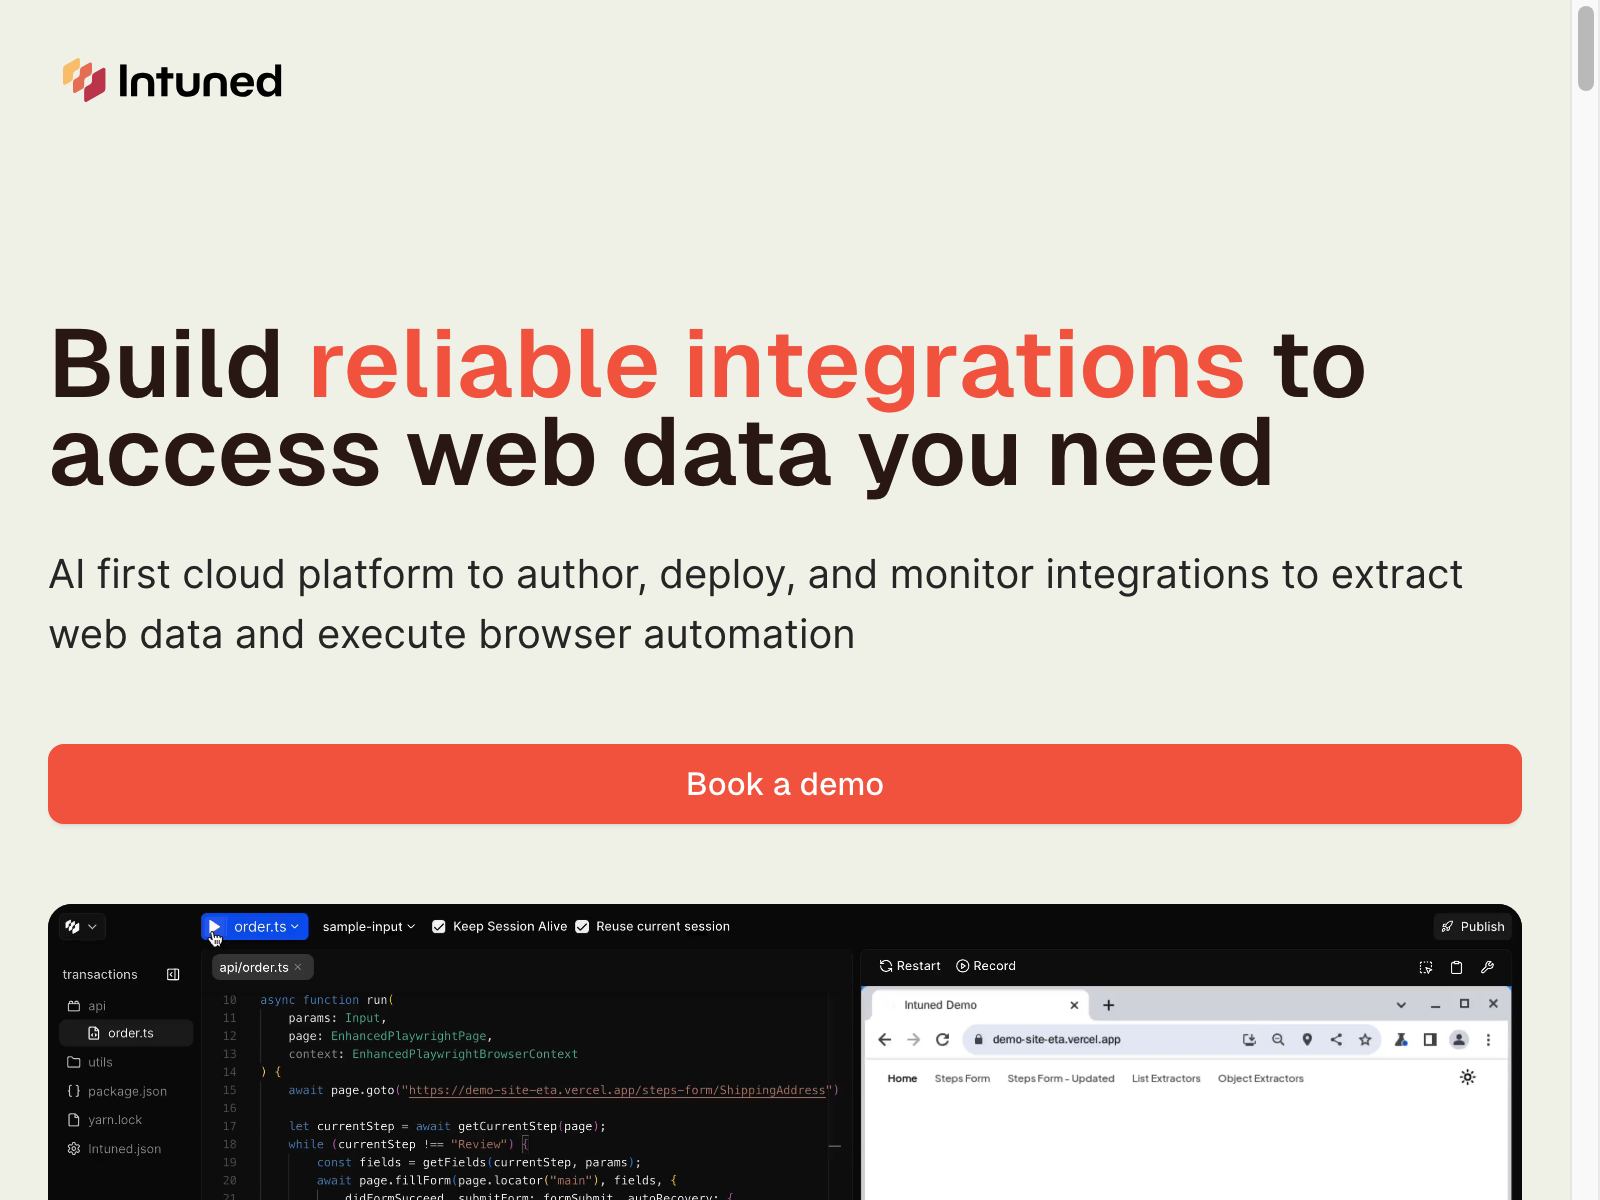 Intuned
Build reliable integrations to
access web data you need
AI first cloud platform to author, deploy, and monitor integrations to extract
web data and execute browser automation
Book a demo
order.ts
sample-input
Keep Session Alive
Reuse current session
Publish
transactions
api
order.ts
utils
package.json
yarn.lock
Intuned.json
api/order.ts
10 async function run(
11 params: Input,
12 page: EnhancedPlaywrightPage,
13 context: EnhancedPlaywrightBrowserContext
14 ) {
15 await page.goto("https://demo-site-eta.vercel.app/steps-form/ShippingAddress")
16
17 let currentStep = await getCurrentStep(page);
18 while (currentStep !== "Review") {
19 const fields = getFields(currentStep, params);
20 await page.fillForm(page.locator("main"), fields, {
21 didFormSucceed, submitForm: formSubmit, autoRecovery: {
Restart
Record
Intuned Demo
demo-site-eta.vercel.app
Home
Steps Form
Steps Form - Updated
List Extractors
Object Extractors